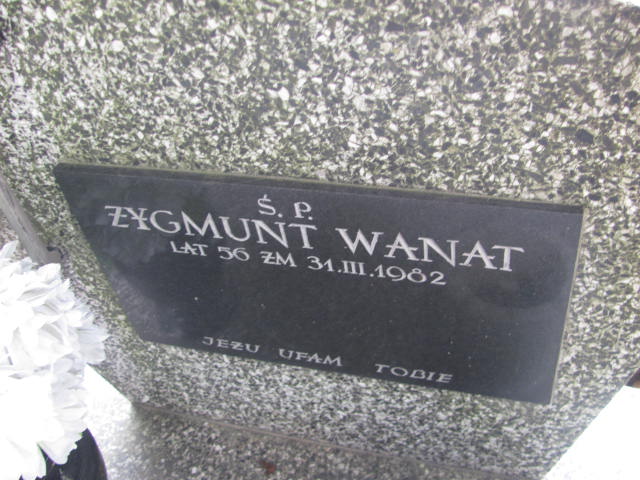 Ś. P.
ZYGMUNT WANAT
LAT 56 ZM 31.III.1982
JEZU UFAM TOBIE